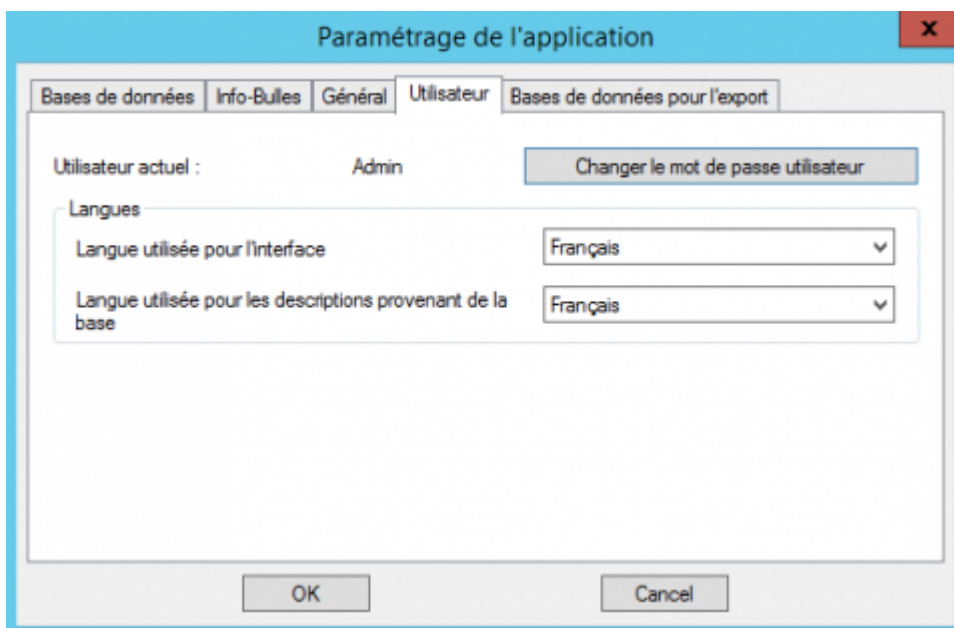 Paramétrage de l'application
x
Bases de données Info-Bulles Général Utilisateur Bases de données pour l'export
Utilisateur actuel : Admin Changer le mot de passe utilisateur
Langues
Langue utilisée pour l'interface Français
Langue utilisée pour les descriptions provenant de la
base
Français
OK Cancel